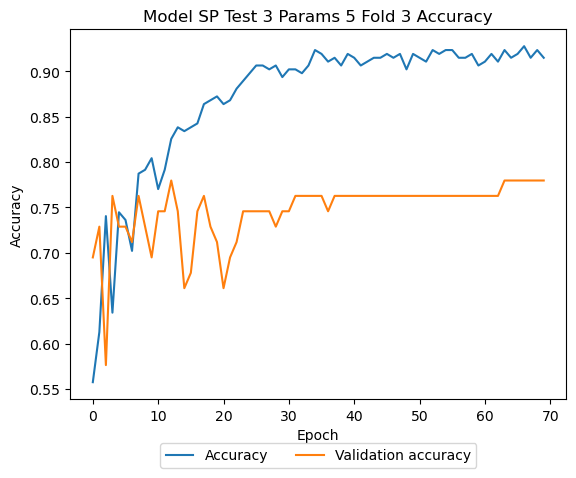 Model SP Test 3 Params 5 Fold 3 Accuracy
Accuracy
0.90
0.85
0.80
0.75
0.70
0.65
0.60
0.55
0 10 20 30 40 50 60 70
Epoch
Accuracy Validation accuracy